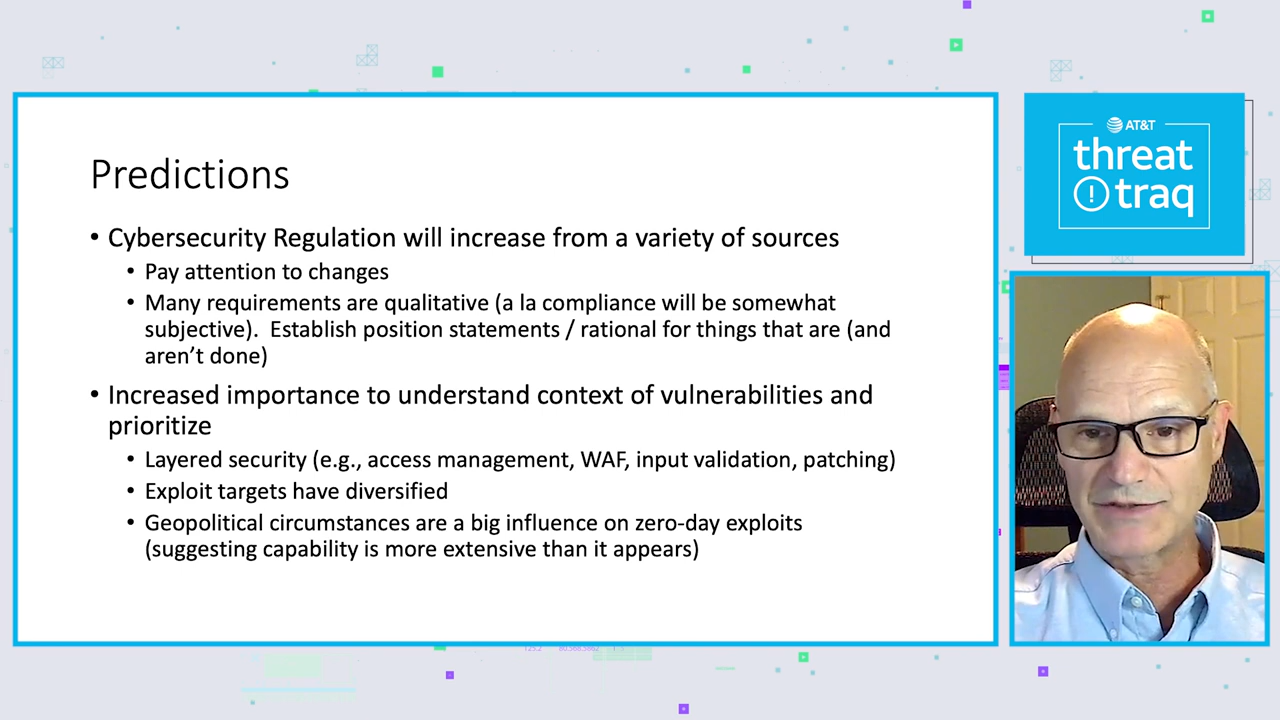 Predictions
• Cybersecurity Regulation will increase from a variety of sources
• Pay attention to changes
• Many requirements are qualitative (a la compliance will be somewhat
subjective).  Establish position statements / rational for things that are (and
aren't done)
• Increased importance to understand context of vulnerabilities and
prioritize
• Layered security (e.g., access management, WAF, input validation, patching)
• Exploit targets have diversified
• Geopolitical circumstances are a big influence on zero-day exploits
(suggesting capability is more extensive than it appears)
AT&T
threat
traq